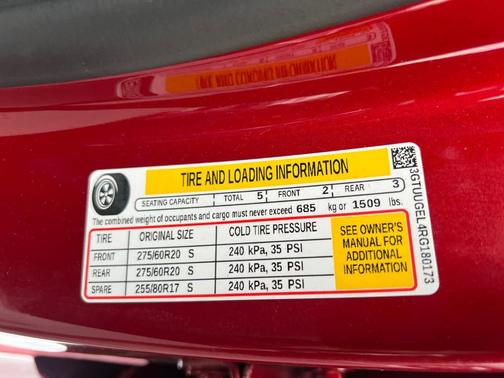 TIRE AND LOADING INFORMATION
SEATING CAPACITY TOTAL 5 FRONT 2 REAR 3
The combined weight of occupants and cargo must never exceed 685 kg or 1509 lbs.
TIRE ORIGINAL SIZE COLD TIRE PRESSURE
FRONT 275/60R20 S 240 kPa, 35 PSI
REAR 275/60R20 S 240 kPa, 35 PSI
SPARE 255/80R17 S 240 kPa, 35 PSI
SEE OWNER'S
MANUAL FOR
ADDITIONAL
INFORMATION
3GTUUGEL4RG180173